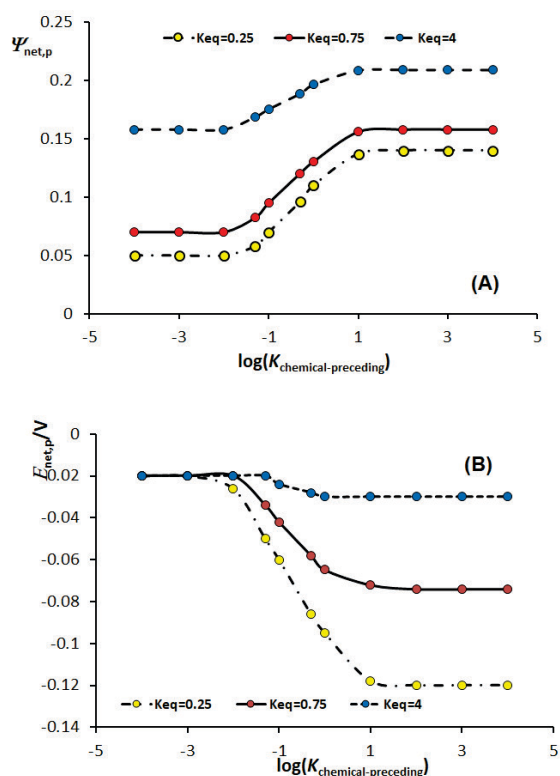 0.25
Ψnet,p
Keq=0.25 Keq=0.75 Keq=4
0.2
0.15
0.1
0.05
(A)
0
-5 -3 -1 1 3 5
log(Kchemical-preceding)
Enet,p/V
0
(B)
-0.02
-0.04
-0.06
-0.08
-0.1
-0.12
Keq=0.25 Keq=0.75 Keq=4
-0.14
-5 -3 -1 1 3 5
log(Kchemical-preceding)